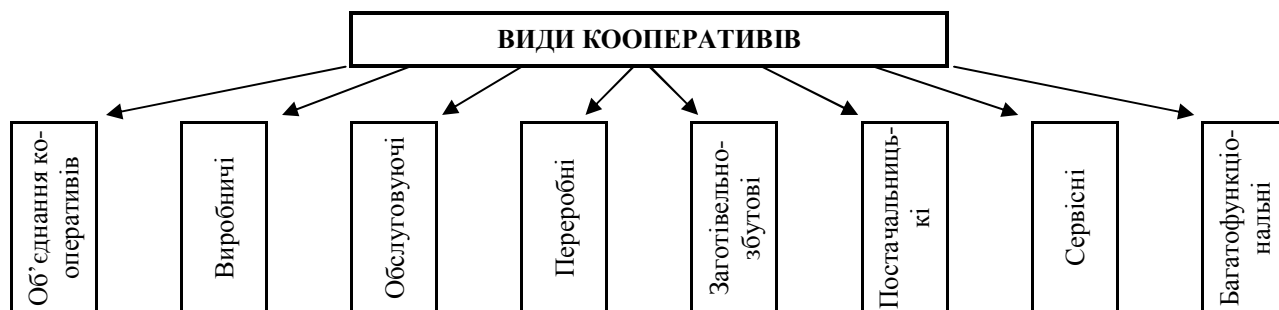 ВИДИ КООПЕРАТИВІВ
Об’єднання ко-
оперативів
Виробничі
Обслуговуючі
Переробні
Заготівельно-
збутові
Постачальниць-
кі
Сервісні
Багатофункціо-
нальні